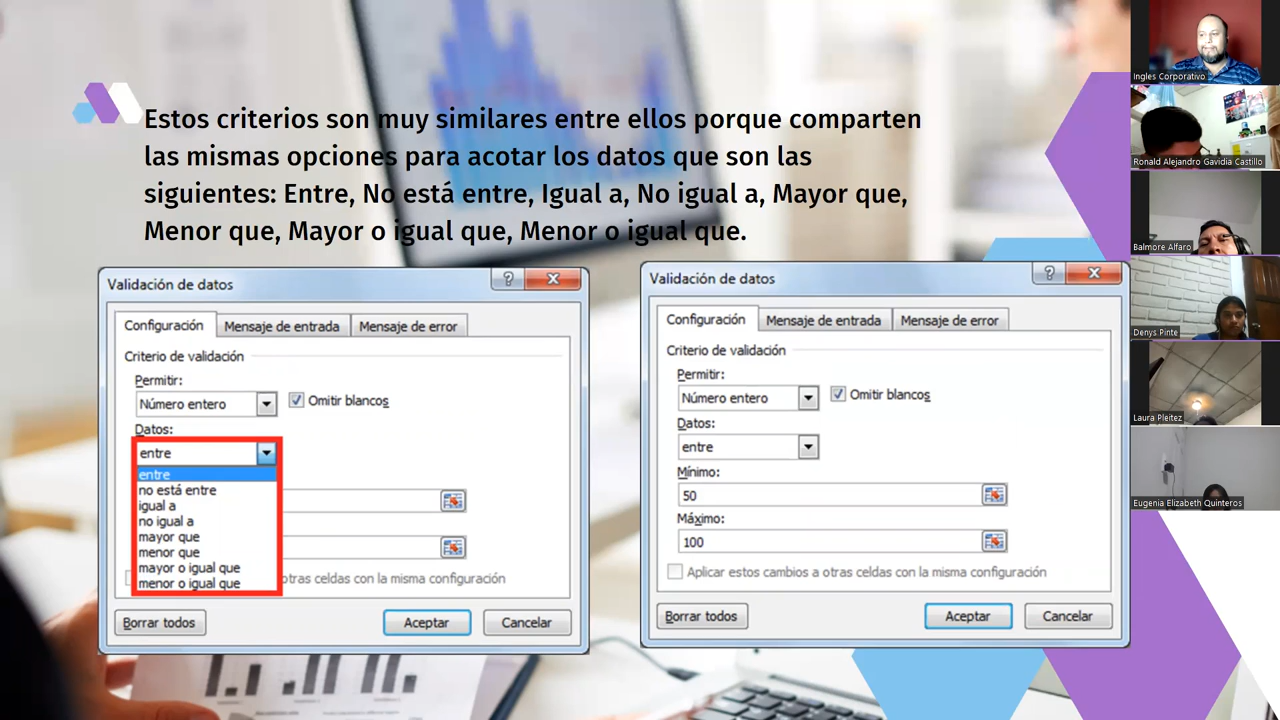 Estos criterios son muy similares entre ellos porque comparten
las mismas opciones para acotar los datos que son las
siguientes: Entre, No está entre, Igual a, No igual a, Mayor que,
Menor que, Mayor o igual que, Menor o igual que.
Validación de datos
Configuración
Mensaje de entrada
Mensaje de error
Criterio de validación
Permitir:
Número entero
Omitir blancos
Datos:
entre
entre
no está entre
igual a
no igual a
mayor que
menor que
mayor o igual que
menor o igual que
otras celdas con la misma configuración
Borrar todos
Aceptar
Cancelar
Validación de datos
Configuración
Mensaje de entrada
Mensaje de error
Criterio de validación
Permitir:
Número entero
Omitir blancos
Datos:
entre
Mínimo:
50
Máximo:
100
Aplicar estos cambios a otras celdas con la misma configuración
Borrar todos
Aceptar
Cancelar
Ingles Corporativo
Ronald Alejandro Gavidia Castillo
Balmore Alfaro
Denys Pinte
Laura Pleitez
Eugenia Elizabeth Quinteros